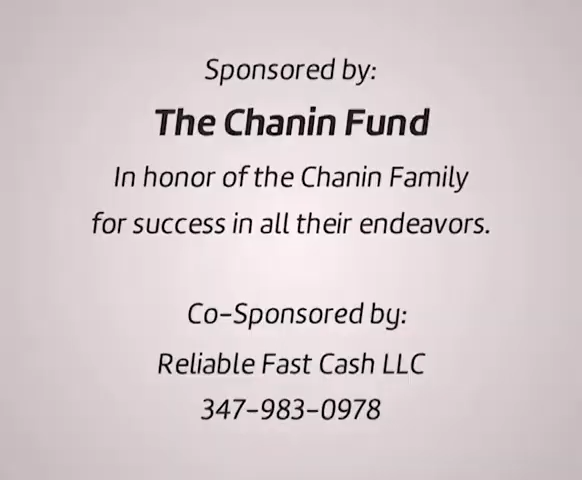 Sponsored by:
The Chanin Fund
In honor of the Chanin Family
for success in all their endeavors.
Co-Sponsored by:
Reliable Fast Cash LLC
347-983-0978